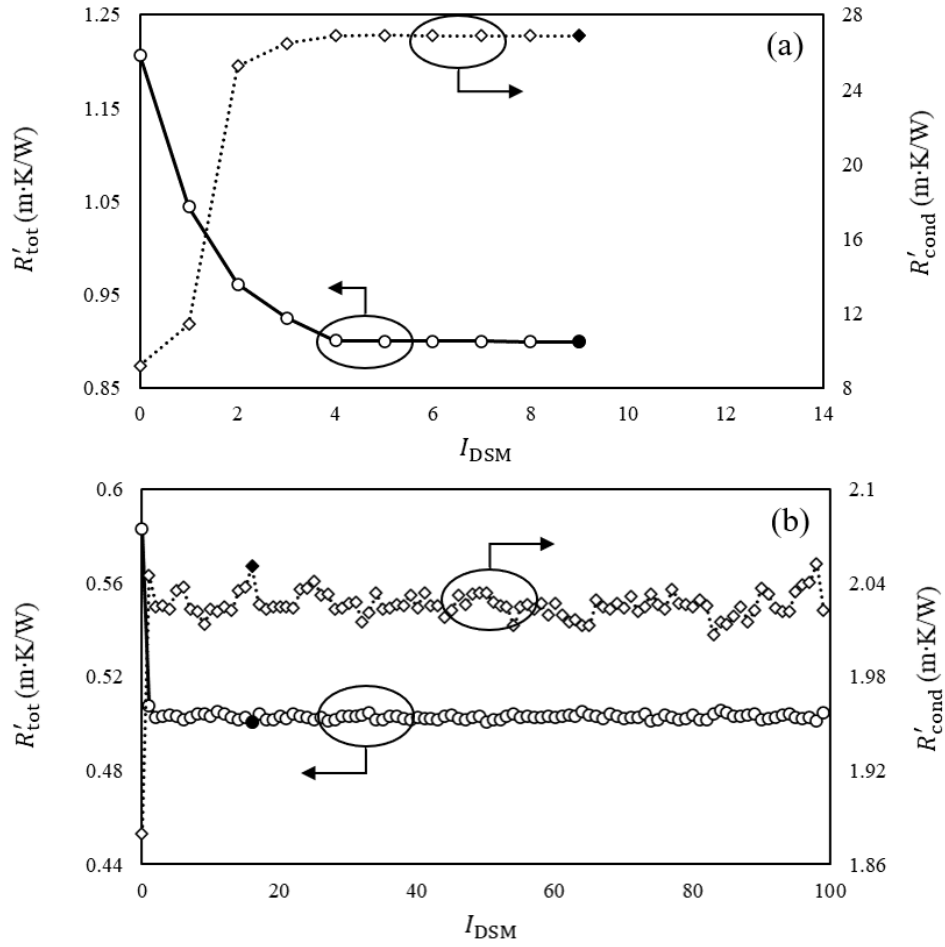 (a)
1.25
1.15
1.05
0.95
0.85
R′tot (m·K/W)
28
24
20
16
12
8
R′cond (m·K/W)
0 2 4 6 8 10 12 14
IDSM
(b)
0.6
0.56
0.52
0.48
0.44
R′tot (m·K/W)
2.1
2.04
1.98
1.92
1.86
R′cond (m·K/W)
0 20 40 60 80 100
IDSM